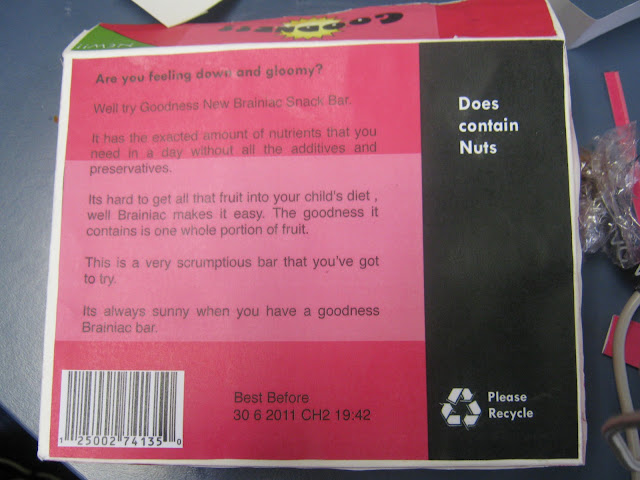 GOODNESS
NEW!!
Are you feeling down and gloomy?
Well try Goodness New Brainiac Snack Bar.
It has the exacted amount of nutrients that you
need in a day without all the additives and
preservatives.
Its hard to get all that fruit into your child's diet ,
well Brainiac makes it easy. The goodness it
contains is one whole portion of fruit.
This is a very scrumptious bar that you've got
to try.
Its always sunny when you have a goodness
Brainiac bar.
Does
contain
Nuts
1 25002 74135 0
Best Before
30 6 2011 CH2 19:42
Please
Recycle